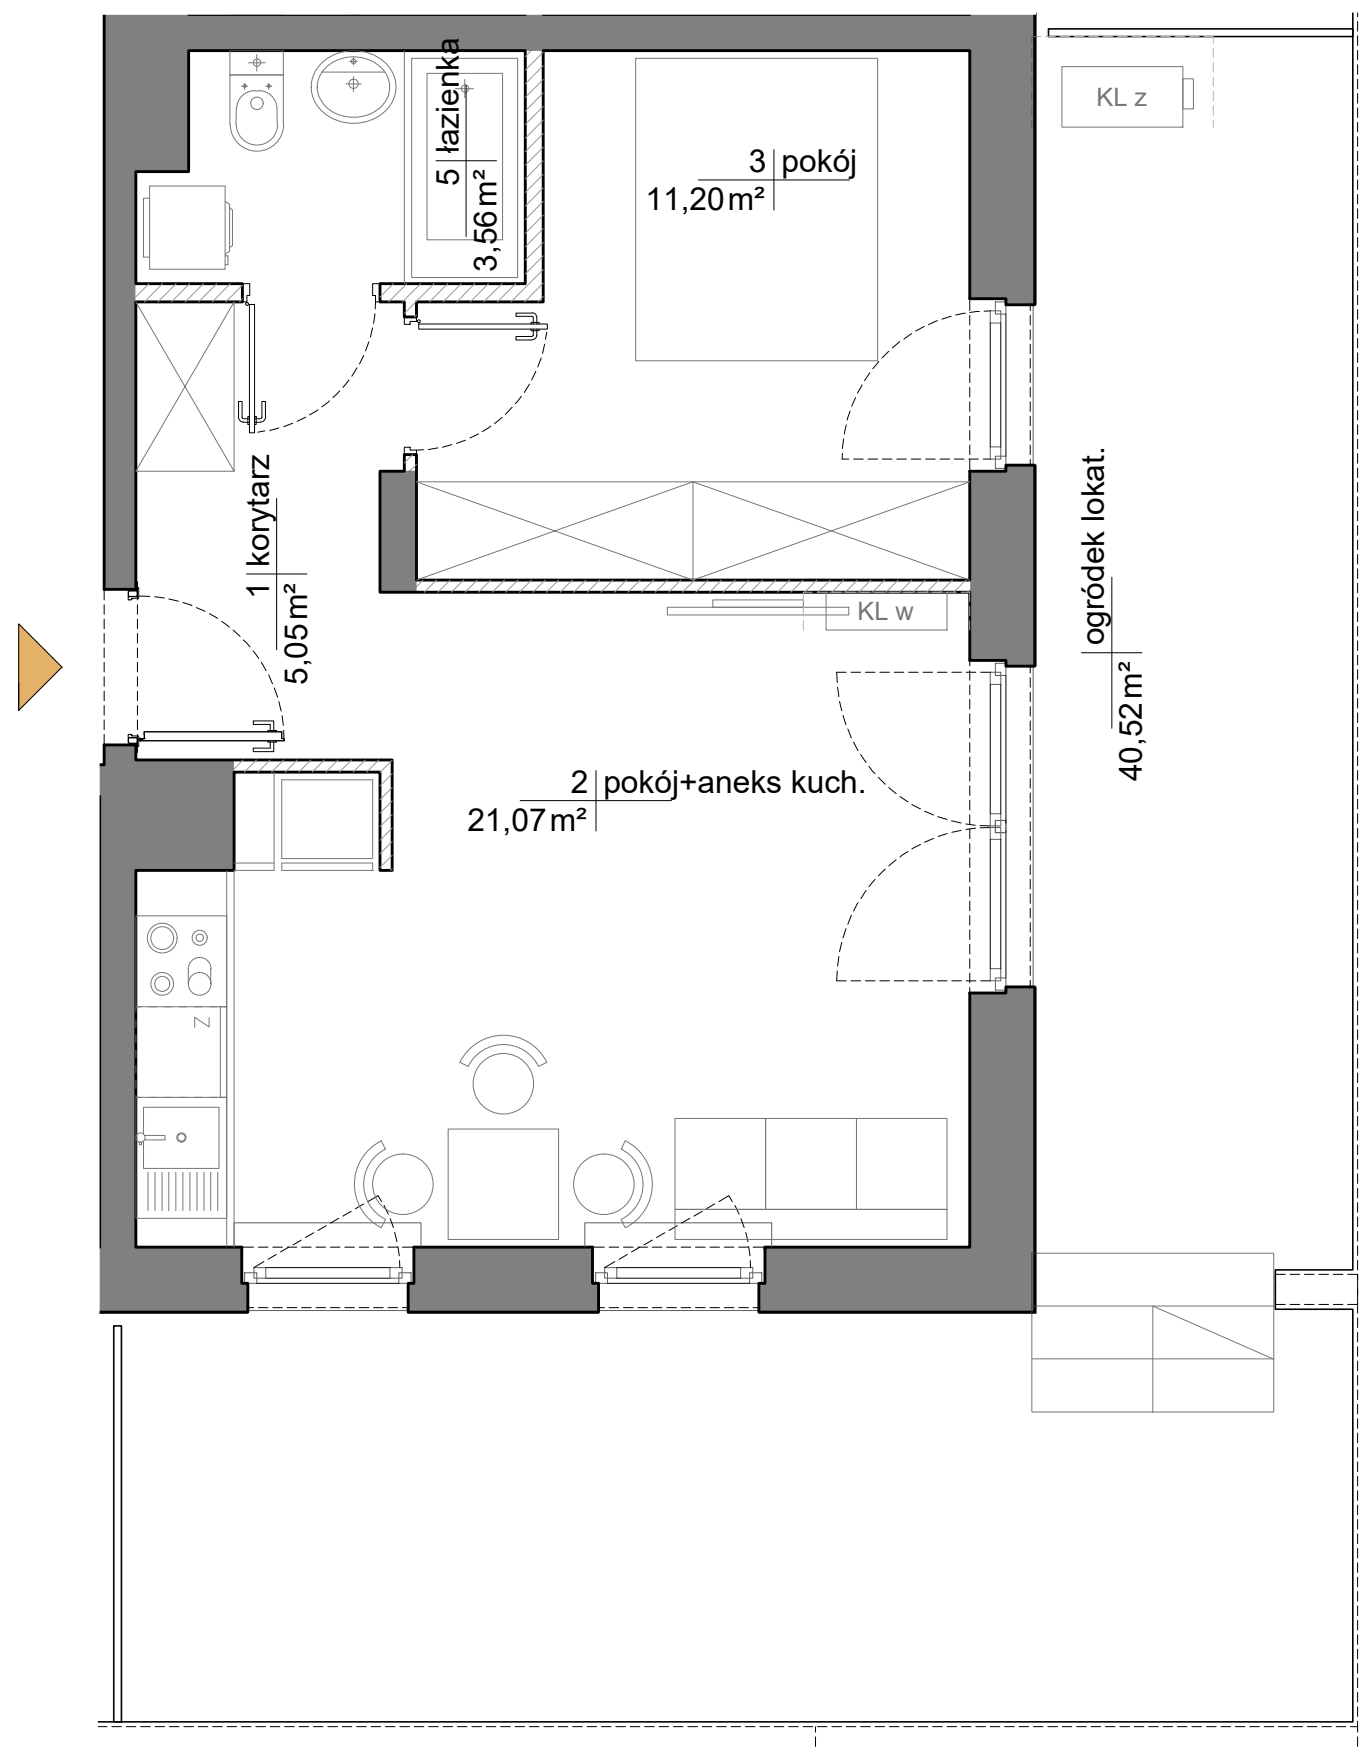 KL z
5 łazienka
3,56 m²
3 pokój
11,20 m²
1 korytarz
5,05 m²
KL w
ogródek lokat.
40,52 m²
2 pokój+aneks kuch.
21,07 m²
Z